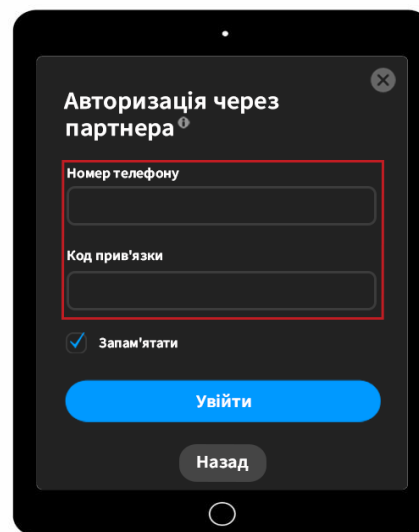 Авторизація через
партнера
Номер телефону
Код прив'язки
Запам'ятати
Увійти
Назад